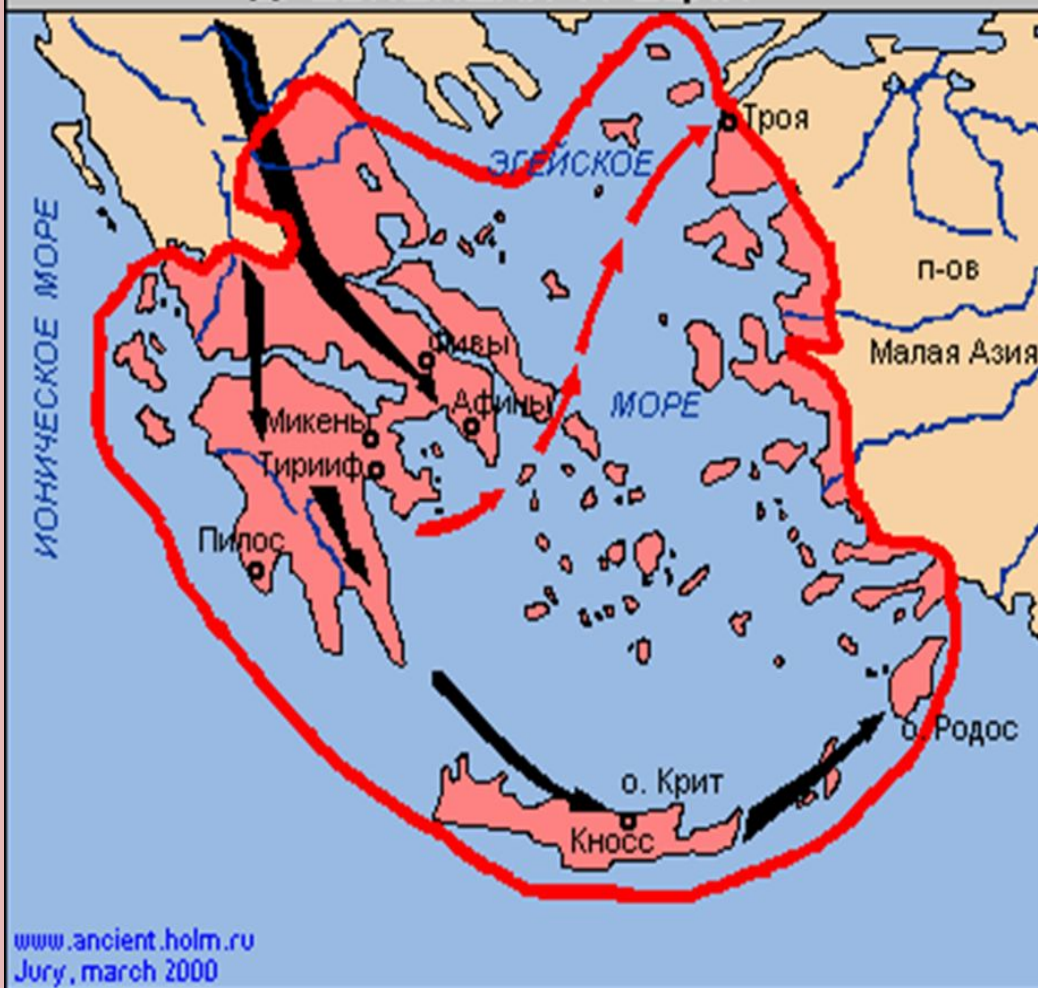 Троя
ЭГЕЙСКОЕ
ИОНИЧЕСКОЕ МОРЕ
п-ов
Фивы
Малая Азия
Афины
МОРЕ
Микены
Тирииф
Пилос
о. Родос
о. Крит
Кносс
www.ancient.holm.ru
Jury, march 2000